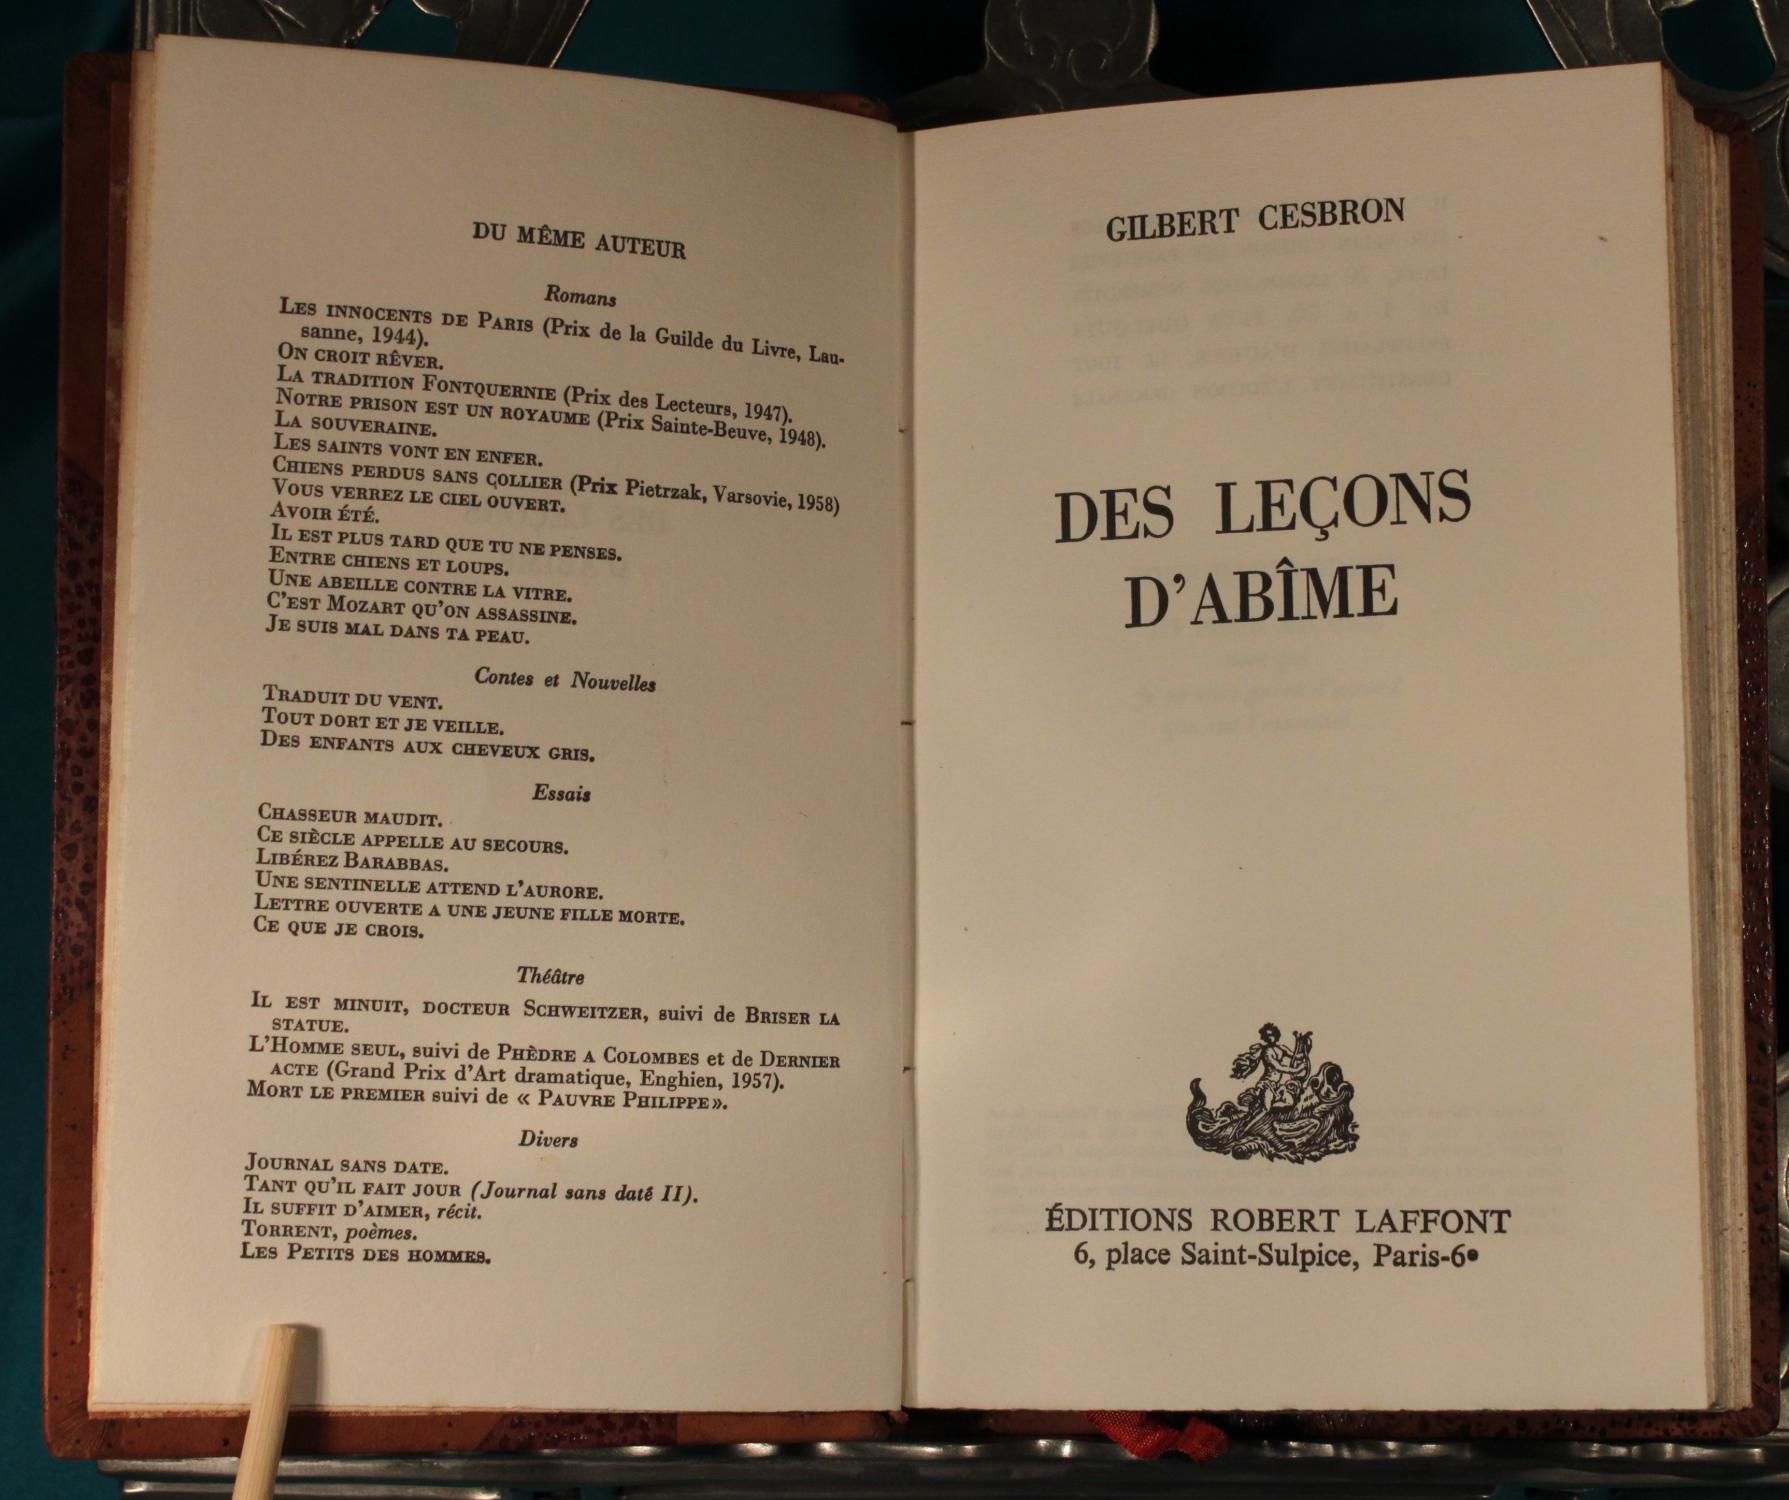 DU MÊME AUTEUR
Romans
LES INNOCENTS DE PARIS (Prix de la Guilde du Livre, Lau-
sanne, 1944).
ON CROIT RÊVER.
LA TRADITION FONTQUERNIE (Prix des Lecteurs, 1947).
NOTRE PRISON EST UN ROYAUME (Prix Sainte-Beuve, 1948).
LA SOUVERAINE.
LES SAINTS VONT EN ENFER.
CHIENS PERDUS SANS COLLIER (Prix Pietrzak, Varsovie, 1958)
VOUS VERREZ LE CIEL OUVERT.
AVOIR ÉTÉ.
IL EST PLUS TARD QUE TU NE PENSES.
ENTRE CHIENS ET LOUPS.
UNE ABEILLE CONTRE LA VITRE.
C'EST MOZART QU'ON ASSASSINE.
JE SUIS MAL DANS TA PEAU.
Contes et Nouvelles
TRADUIT DU VENT.
TOUT DORT ET JE VEILLE.
DES ENFANTS AUX CHEVEUX GRIS.
Essais
CHASSEUR MAUDIT.
CE SIÈCLE APPELLE AU SECOURS.
LIBÉREZ BARABBAS.
UNE SENTINELLE ATTEND L'AURORE.
LETTRE OUVERTE A UNE JEUNE FILLE MORTE.
CE QUE JE CROIS.
Théâtre
IL EST MINUIT, DOCTEUR SCHWEITZER, suivi de BRISER LA
STATUE.
L'HOMME SEUL, suivi de PHÈDRE A COLOMBES et de DERNIER
ACTE (Grand Prix d'Art dramatique, Enghien, 1957).
MORT LE PREMIER suivi de « PAUVRE PHILIPPE ».
Divers
JOURNAL SANS DATE.
TANT QU'IL FAIT JOUR (Journal sans daté II).
IL SUFFIT D'AIMER, récit.
TORRENT, poèmes.
LES PETITS DES HOMMES.
GILBERT CESBRON
DES LEÇONS
D'ABÎME
ÉDITIONS ROBERT LAFFONT
6, place Saint-Sulpice, Paris-6e